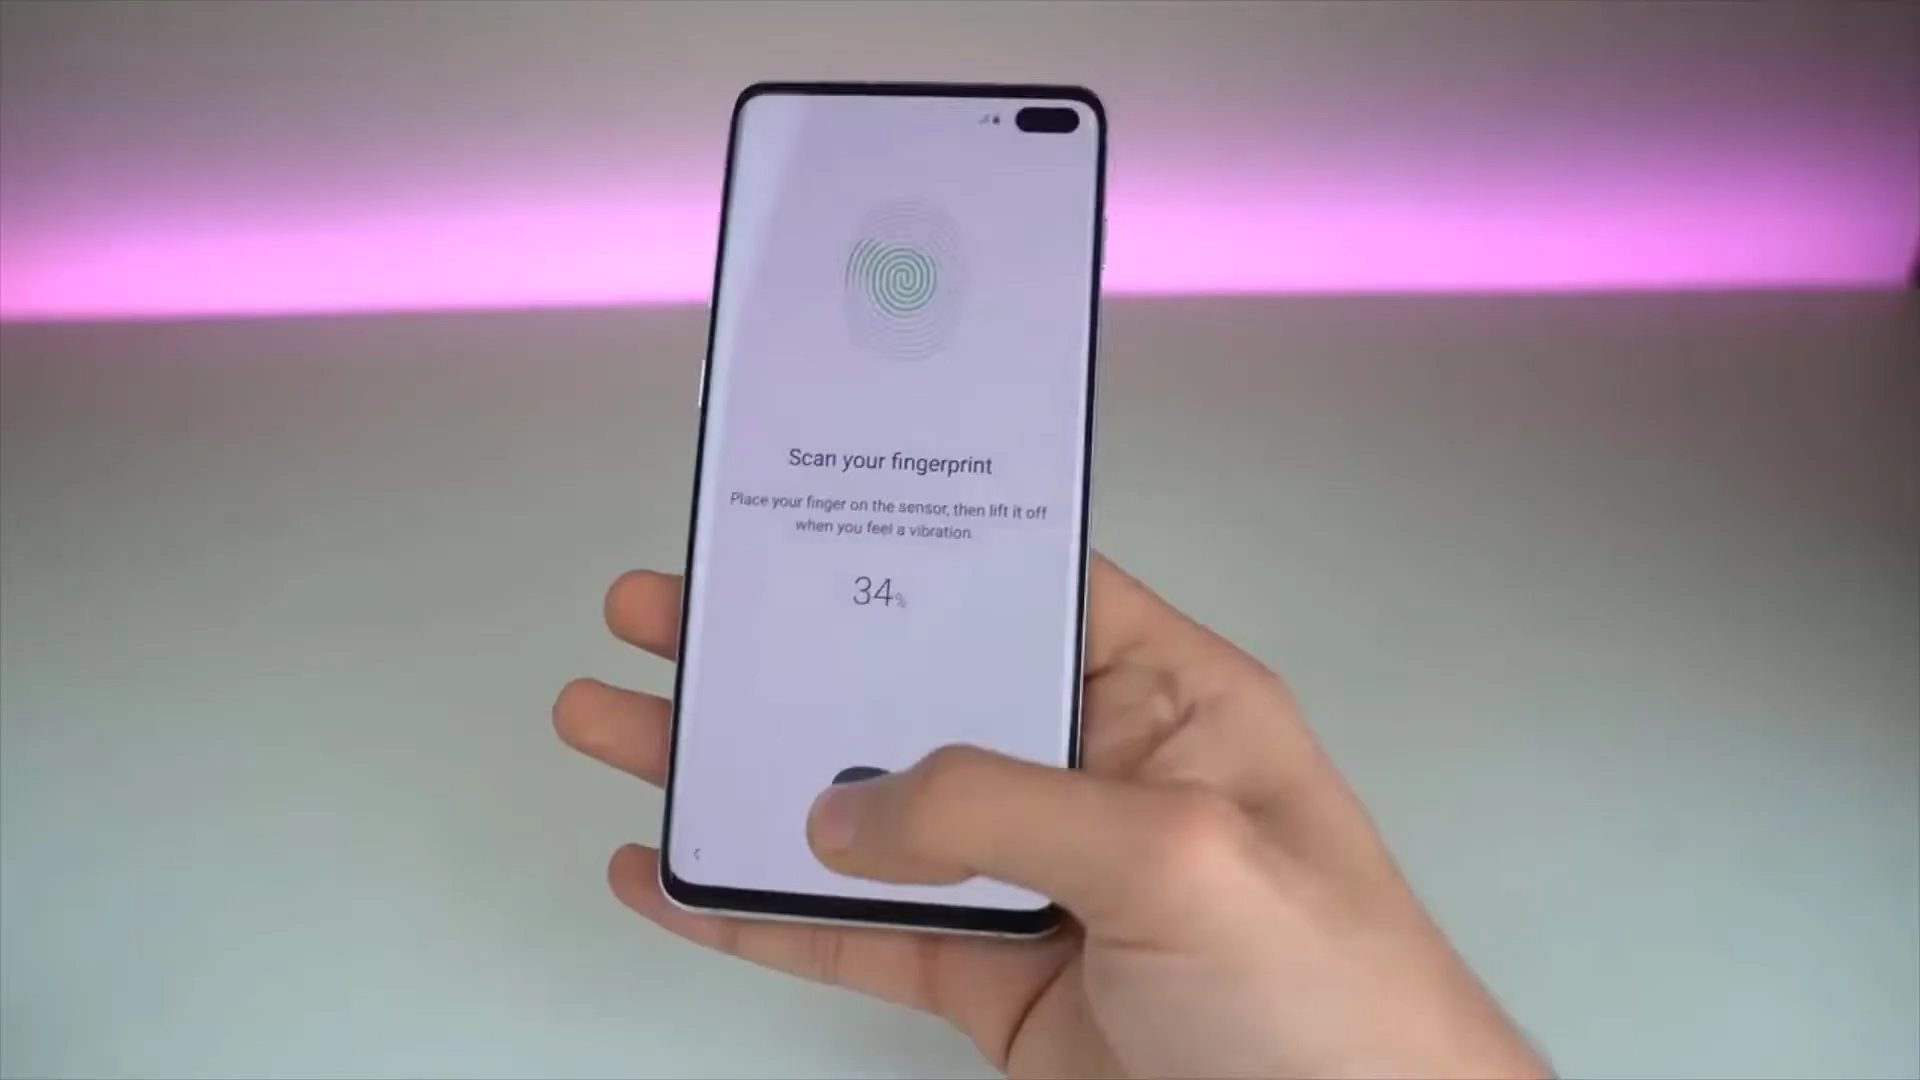 Scan your fingerprint
Place your finger on the sensor, then lift it off
when you feel a vibration.
34%